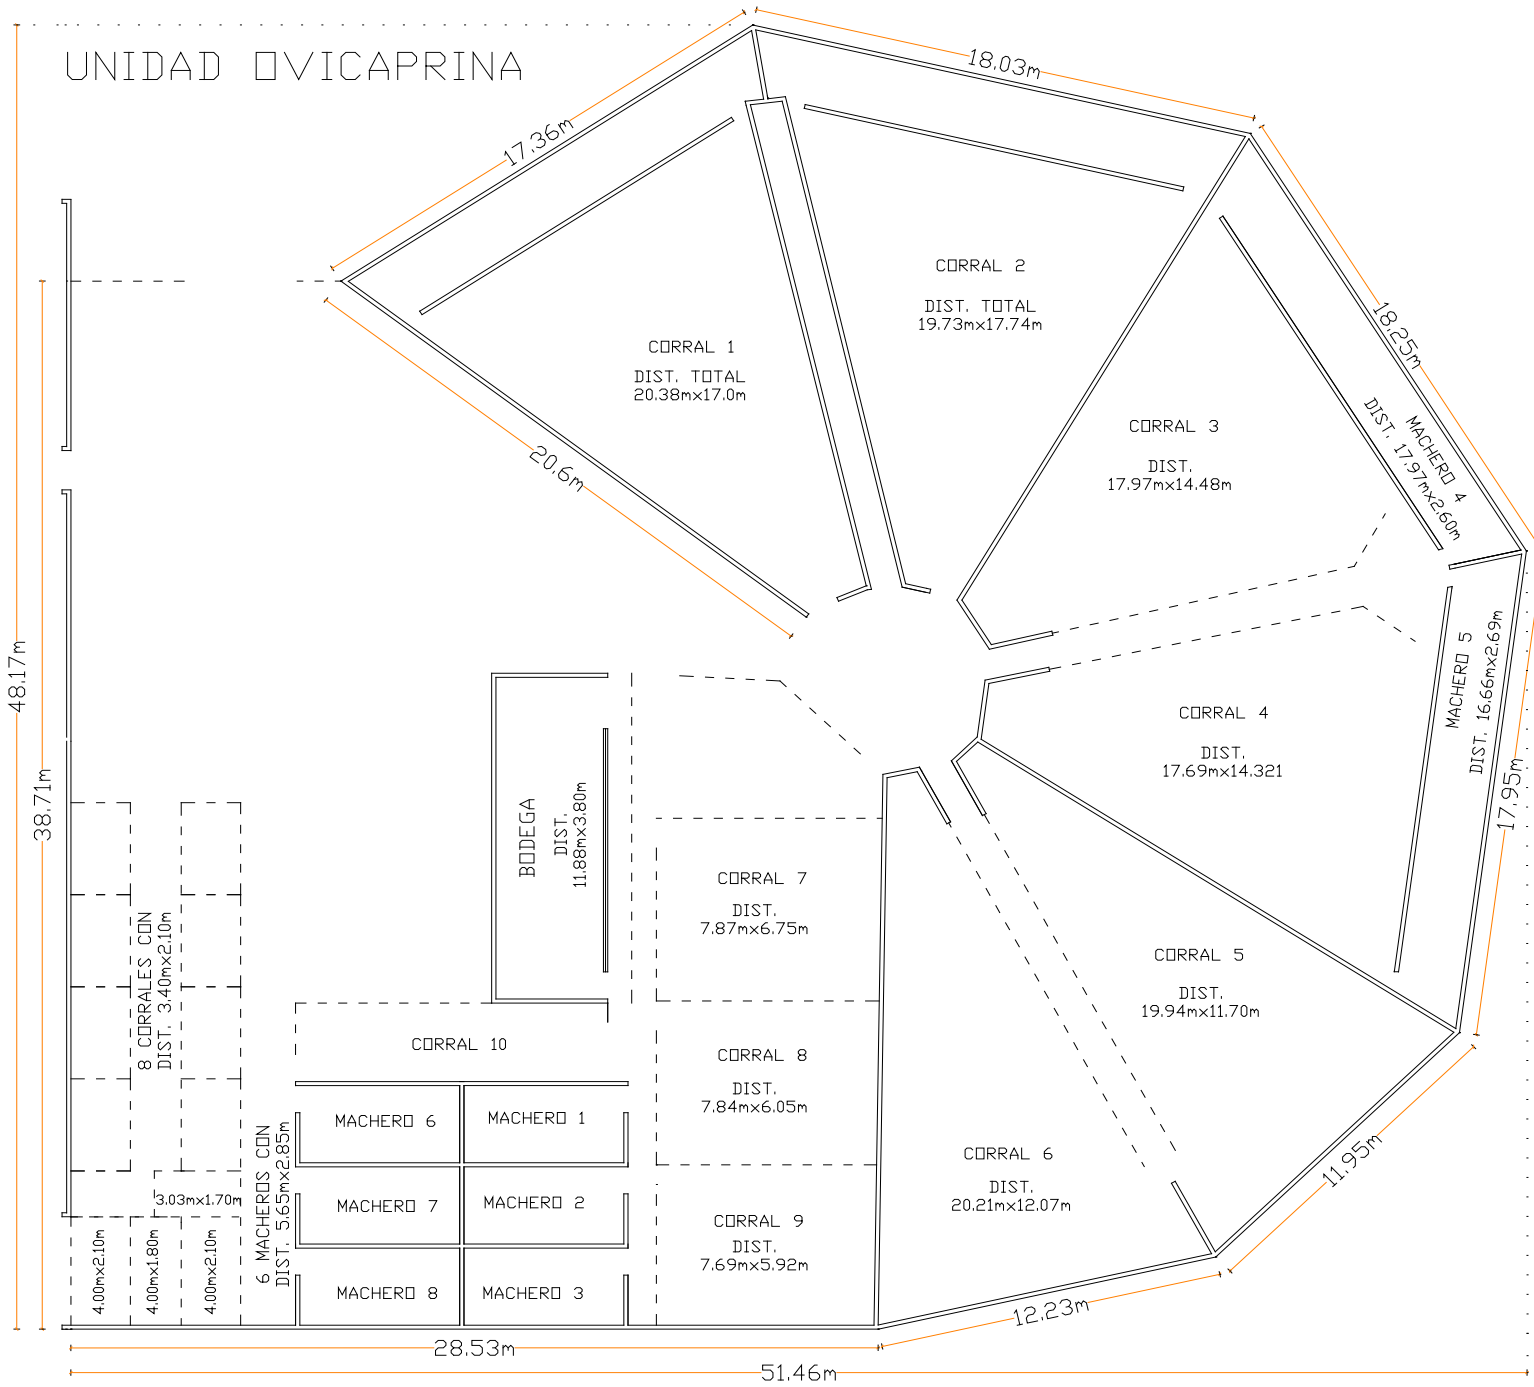 UNIDAD OVICAPRINA
18.03m
17.36m
18.25m
20.6m
48.17m
38.71m
CORRAL 1
DIST. TOTAL
20.38mx17.0m
CORRAL 2
DIST. TOTAL
19.73mx17.74m
CORRAL 3
DIST.
17.97mx14.48m
MACHERO 4
DIST. 17.97mx2.60m
MACHERO 5
DIST. 16.66mx2.69m
17.95m
CORRAL 4
DIST.
17.69mx14.321
CORRAL 5
DIST.
19.94mx11.70m
CORRAL 6
DIST.
20.21mx12.07m
11.95m
12.23m
BODEGA
DIST.
11.88mx3.80m
CORRAL 7
DIST.
7.87mx6.75m
CORRAL 8
DIST.
7.84mx6.05m
CORRAL 9
DIST.
7.69mx5.92m
CORRAL 10
8 CORRALES CON
DIST. 3.40mx2.10m
6 MACHEROS CON
DIST. 5.65mx2.85m
MACHERO 6
MACHERO 1
MACHERO 7
MACHERO 2
MACHERO 8
MACHERO 3
3.03mx1.70m
4.00mx2.10m
4.00mx1.80m
4.00mx2.10m
28.53m
51.46m